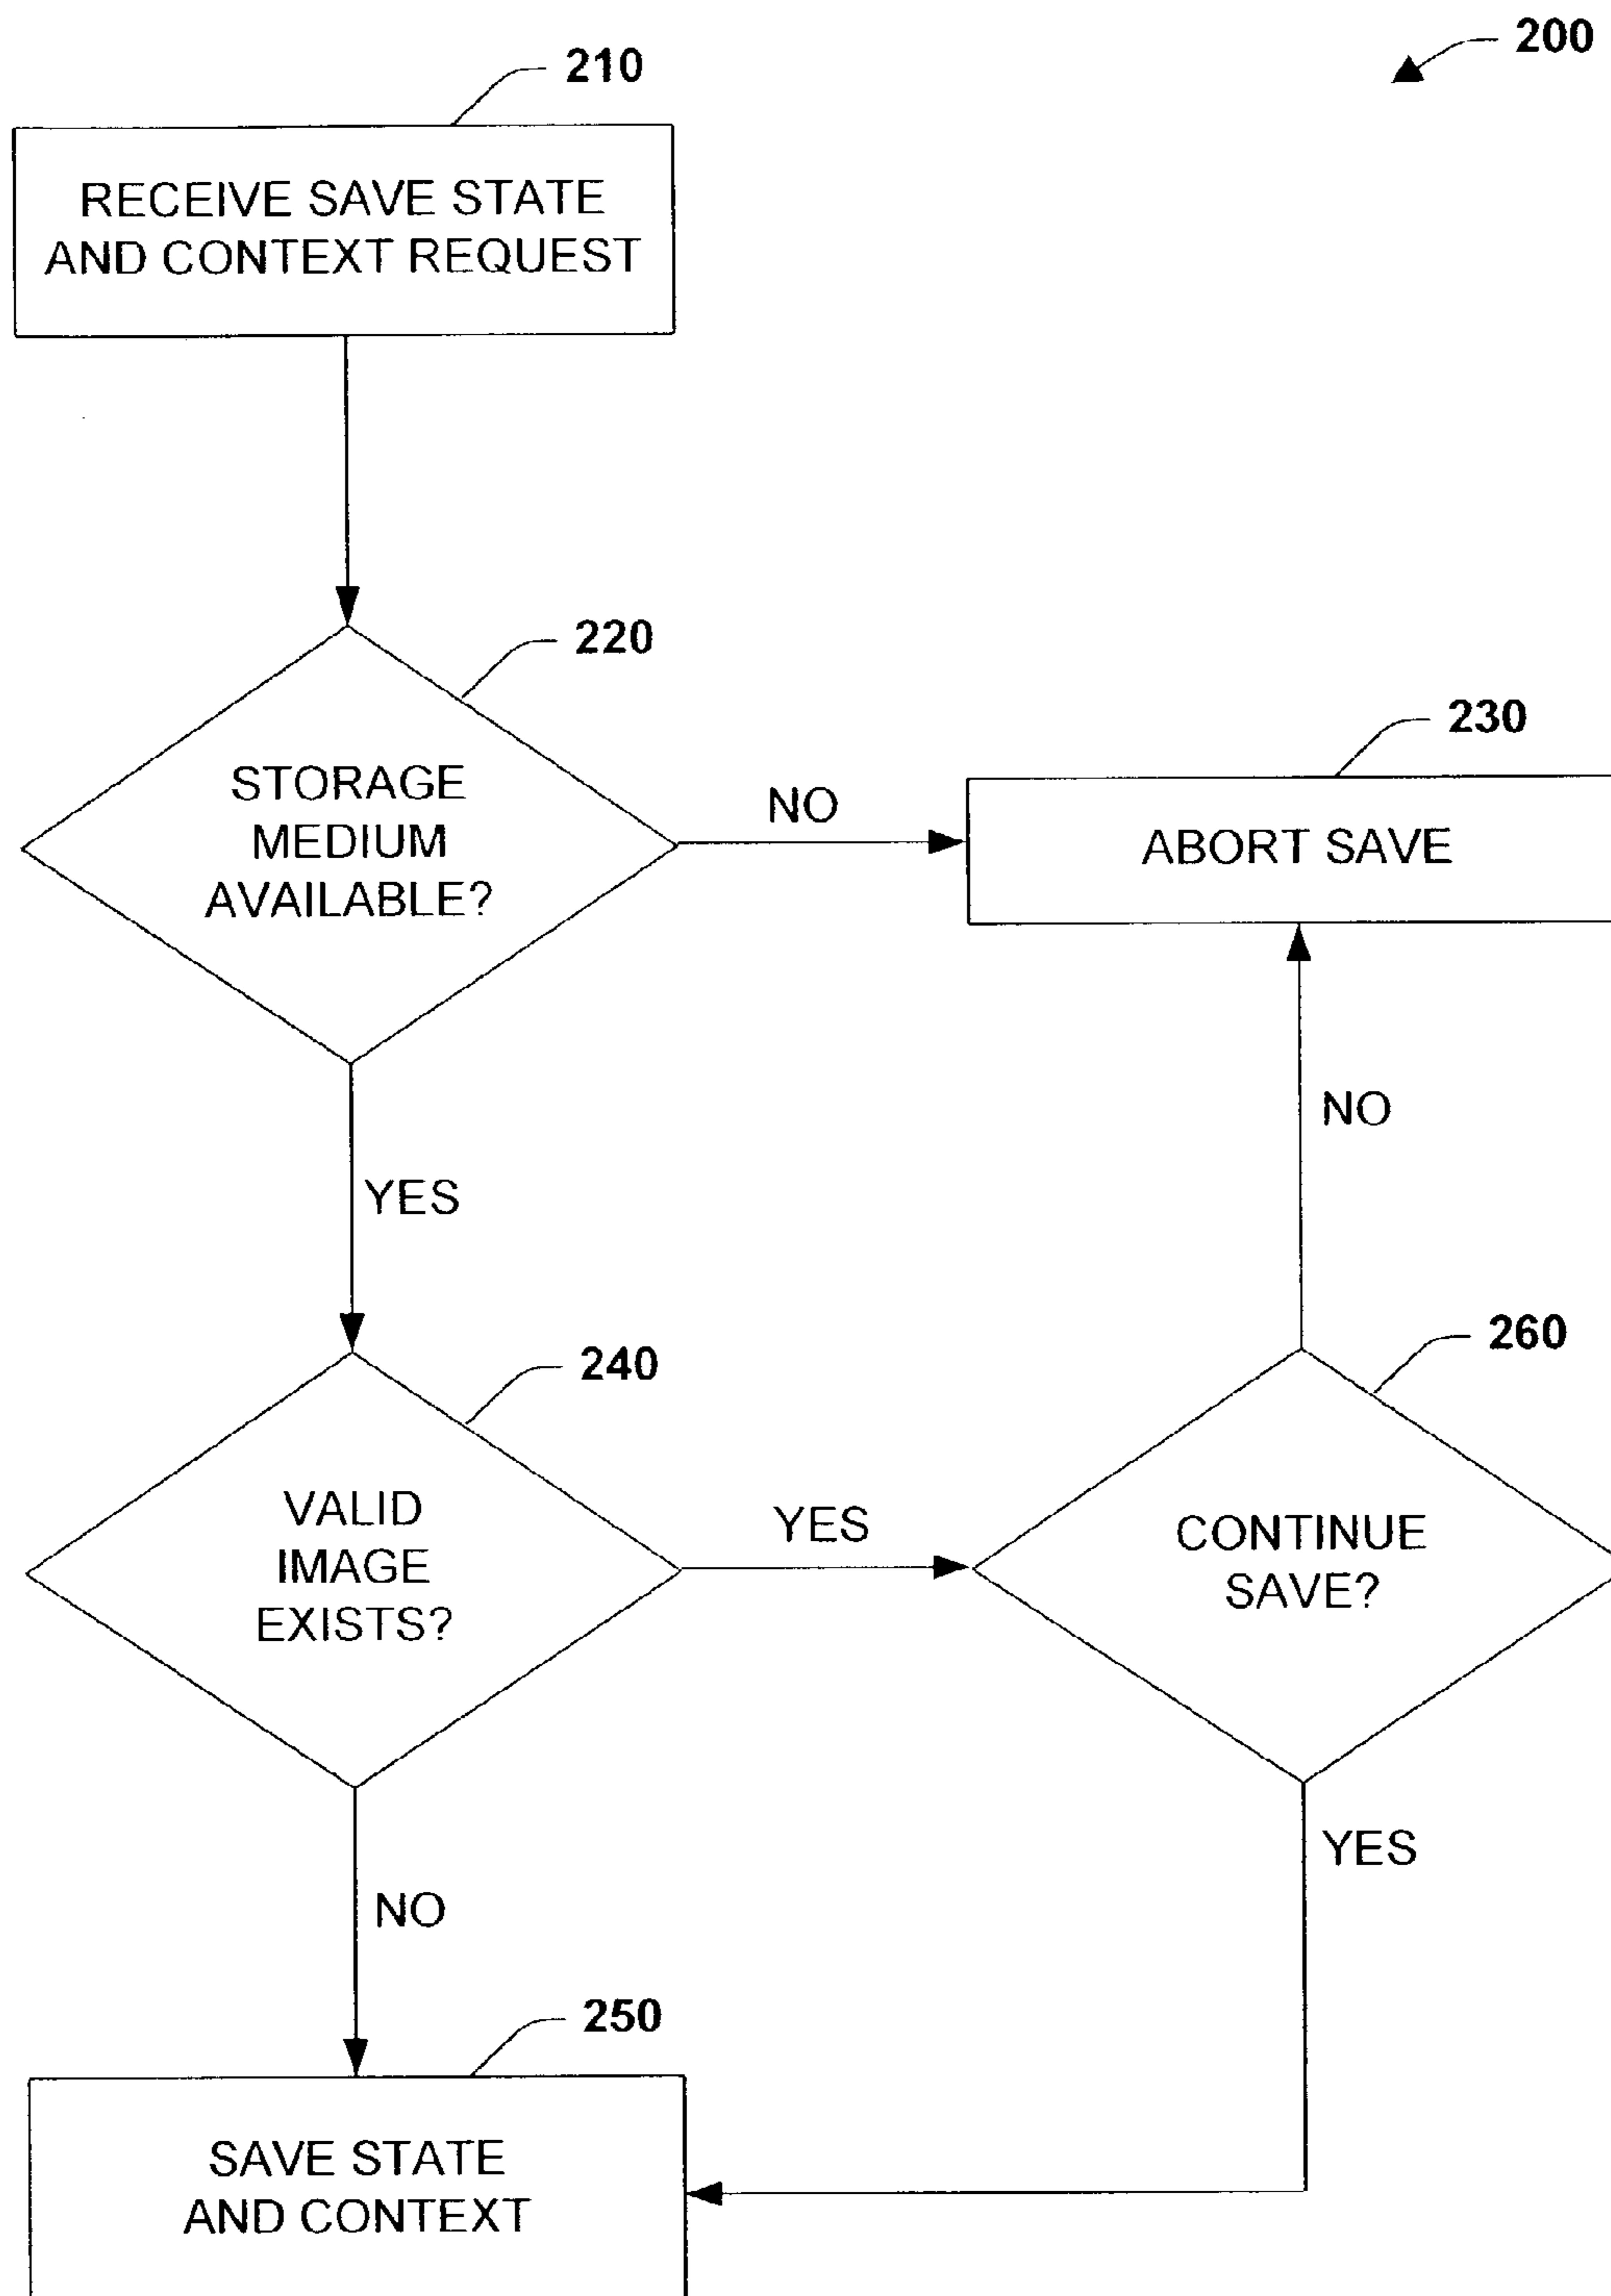 200
210
RECEIVE SAVE STATE
AND CONTEXT REQUEST
220
STORAGE
MEDIUM
AVAILABLE?
NO
230
ABORT SAVE
NO
YES
240
VALID
IMAGE
EXISTS?
YES
260
CONTINUE
SAVE?
YES
NO
250
SAVE STATE
AND CONTEXT